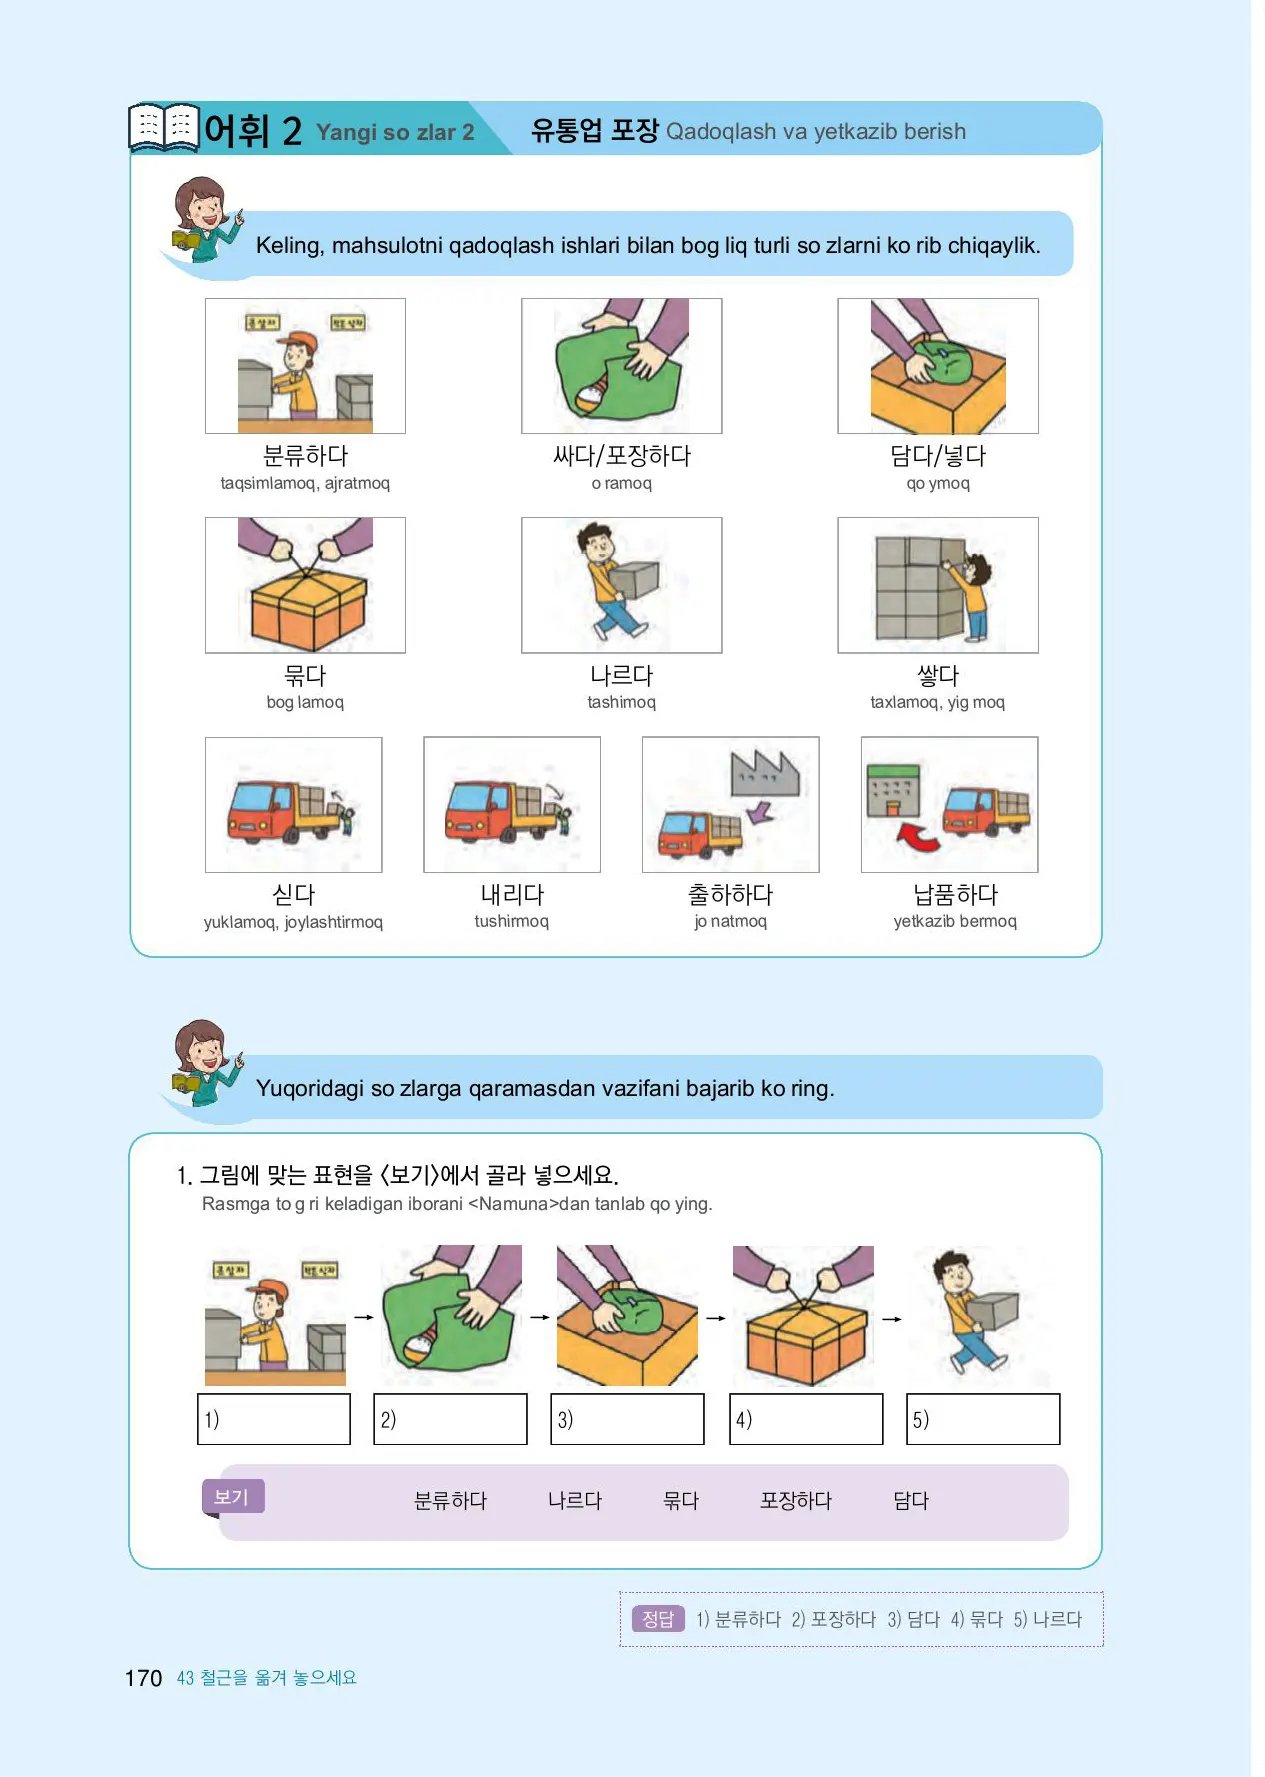 어휘 2 Yangi so zlar 2 유통업 포장 Qadoqlash va yetkazib berish
Keling, mahsulotni qadoqlash ishlari bilan bog liq turli so zlarni ko rib chiqaylik.
분류하다 싸다/포장하다 담다/넣다
taqsimlamoq, ajratmoq o ramoq qo ymoq
묶다 나르다 쌓다
bog lamoq tashimoq taxlamoq, yig moq
싣다 내리다 출하하다 납품하다
yuklamoq, joylashtirmoq tushirmoq jo natmoq yetkazib bermoq
Yuqoridagi so zlarga qaramasdan vazifani bajarib ko ring.
1. 그림에 맞는 표현을 〈보기〉에서 골라 넣으세요.
Rasmga to g ri keladigan iborani <Namuna>dan tanlab qo ying.
1) 2) 3) 4) 5)
보기 분류하다 나르다 묶다 포장하다 담다
정답 1) 분류하다 2) 포장하다 3) 담다 4) 묶다 5) 나르다
170 43 철근을 옮겨 놓으세요